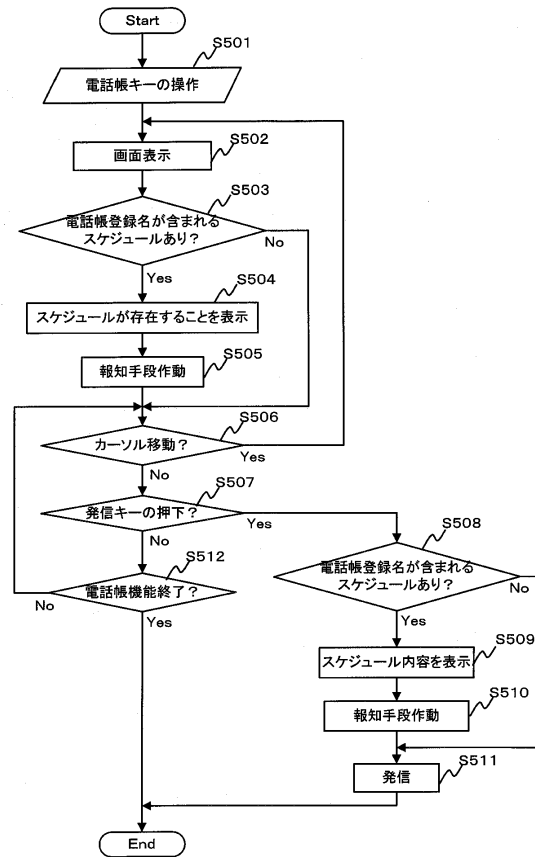 Start
S501
電話帳キーの操作
S502
画面表示
S503
電話帳登録名が含まれる
スケジュールあり？
No
Yes
S504
スケジュールが存在することを表示
S505
報知手段作動
S506
カーソル移動？
Yes
No
S507
発信キーの押下？
Yes
No
S508
電話帳登録名が含まれる
スケジュールあり？
No
Yes
S512
電話帳機能終了？
No
Yes
S509
スケジュール内容を表示
S510
報知手段作動
S511
発信
End